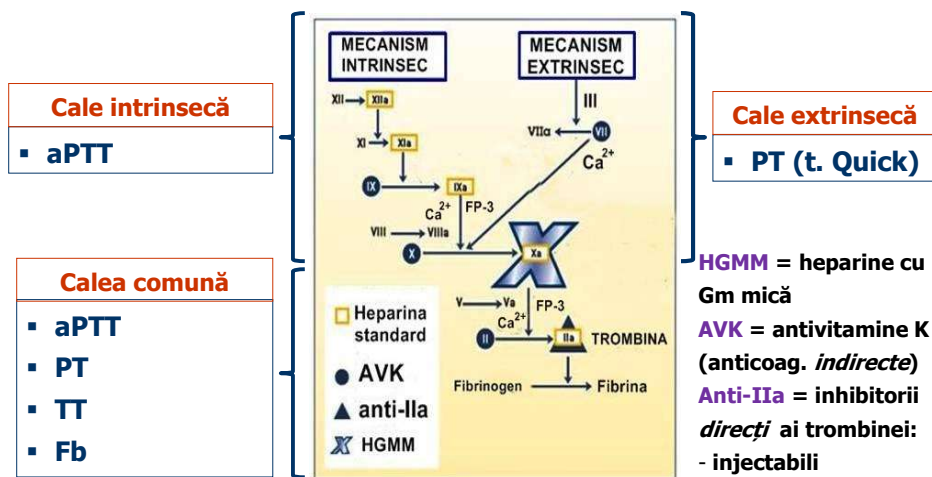 Cale intrinsecă
▪ aPTT
Calea comună
▪ aPTT
▪ PT
▪ TT
▪ Fb
MECANISM
INTRINSEC
MECANISM
EXTRINSEC
III
XII
XIIa
VIIa
VII
XI
XIa
Ca2+
IX
IXa
Ca2+
FP-3
VIII
VIIIa
X
Xa
V
Va
FP-3
Ca2+
II
IIa
TROMBINA
Fibrinogen
Fibrina
Heparina
standard
AVK
anti-IIa
HGMM
Cale extrinsecă
▪ PT (t. Quick)
HGMM = heparine cu
Gm mică
AVK = antivitamine K
(anticoag. indirecte)
Anti-IIa = inhibitorii
direcți ai trombinei:
- injectabili